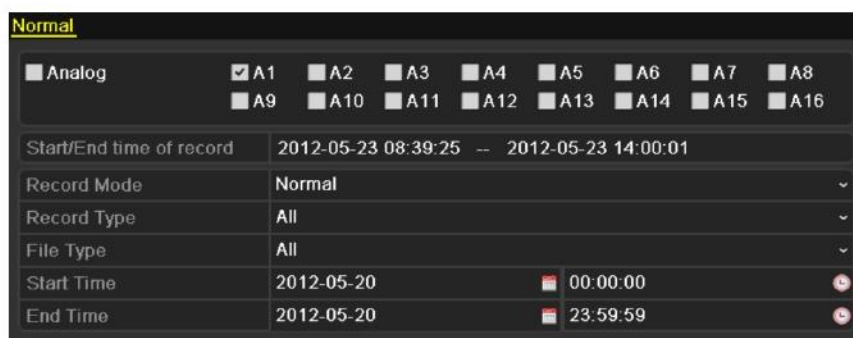 Normal
Analog A1 A2 A3 A4 A5 A6 A7 A8
A9 A10 A11 A12 A13 A14 A15 A16
Start/End time of record 2012-05-23 08:39:25 -- 2012-05-23 14:00:01
Record Mode Normal
Record Type All
File Type All
Start Time 2012-05-20 00:00:00
End Time 2012-05-20 23:59:59